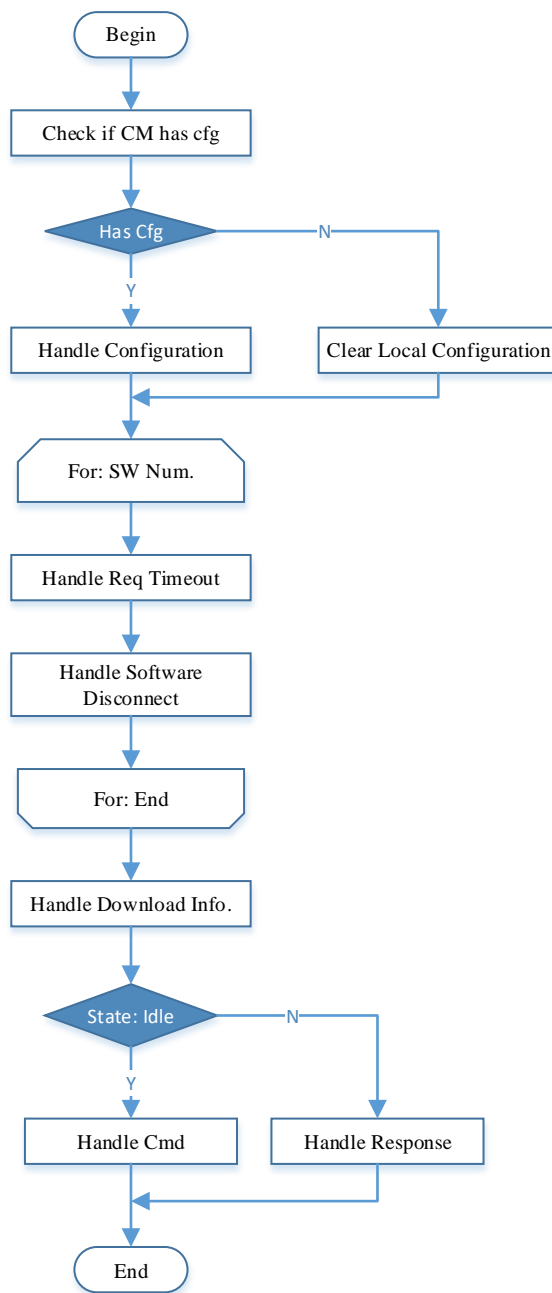 Begin
Check if CM has cfg
Has Cfg
N
Y
Handle Configuration
Clear Local Configuration
For: SW Num.
Handle Req Timeout
Handle Software
Disconnect
For: End
Handle Download Info.
State: Idle
N
Y
Handle Cmd
Handle Response
End